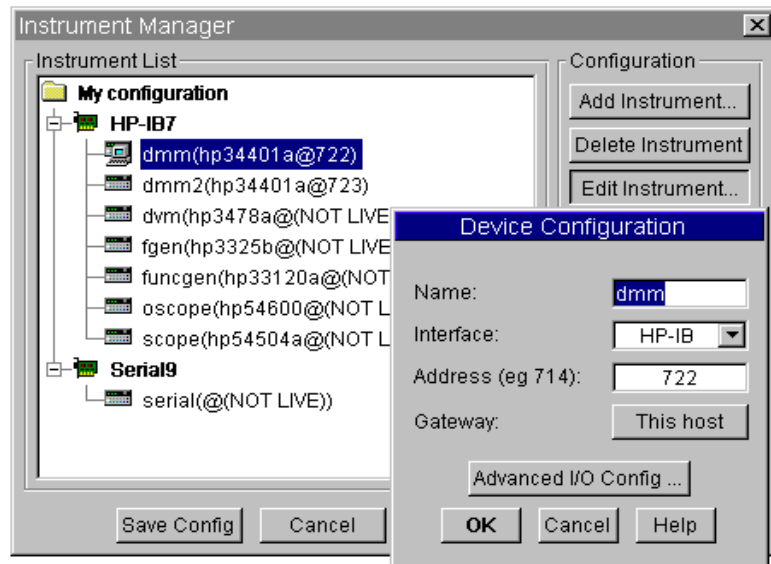 Instrument Manager
Instrument List
My configuration
HP-IB7
dmm(hp34401a@722)
dmm2(hp34401a@723)
dvm(hp3478a@(NOT LIVE
fgen(hp3325b@(NOT LIVE
funcgen(hp33120a@(NOT
oscope(hp54600@(NOT L
scope(hp54504a@(NOT L
Serial9
serial(@(NOT LIVE))
Save Config
Cancel
Configuration
Add Instrument...
Delete Instrument
Edit Instrument...
Device Configuration
Name: dmm
Interface: HP-IB
Address (eg 714): 722
Gateway: This host
Advanced I/O Config ...
OK Cancel Help